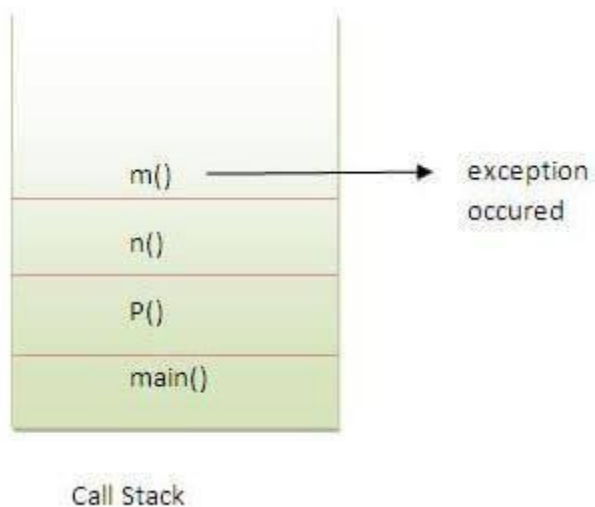 m()
exception
occured
n()
P()
main()
Call Stack